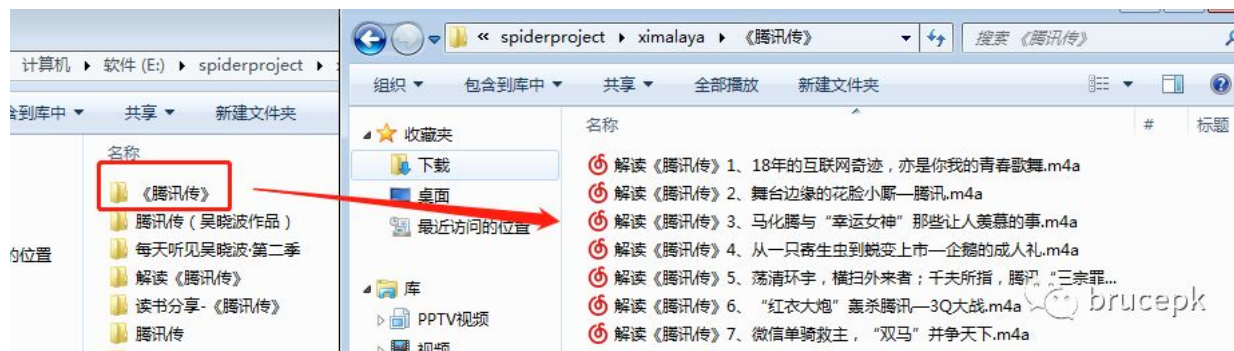 计算机 ▸ 软件 (E:) ▸ spiderproject ▸
含到库中 ▼ 共享 ▼ 新建文件夹
名称
《腾讯传》
腾讯传（吴晓波作品）
每天听见吴晓波·第二季
解读《腾讯传》
读书分享-《腾讯传》
腾讯传
的位置
« spiderproject ▸ ximalaya ▸ 《腾讯传》
搜索《腾讯传》
组织 ▼ 包含到库中 ▼ 共享 ▼ 全部播放 新建文件夹
收藏夹
下载
桌面
最近访问的位置
库
PPTV视频
视频
名称 # 标题
解读《腾讯传》1、18年的互联网奇迹，亦是你我的青春歌舞.m4a
解读《腾讯传》2、舞台边缘的花脸小厮—腾讯.m4a
解读《腾讯传》3、马化腾与“幸运女神”那些让人羡慕的事.m4a
解读《腾讯传》4、从一只寄生虫到蜕变上市—企鹅的成人礼.m4a
解读《腾讯传》5、荡清环宇，横扫外来者；千夫所指，腾讯“三宗罪...
解读《腾讯传》6、“红衣大炮”轰杀腾讯—3Q大战.m4a
解读《腾讯传》7、微信单骑救主，“双马”并争天下.m4a
brucepk